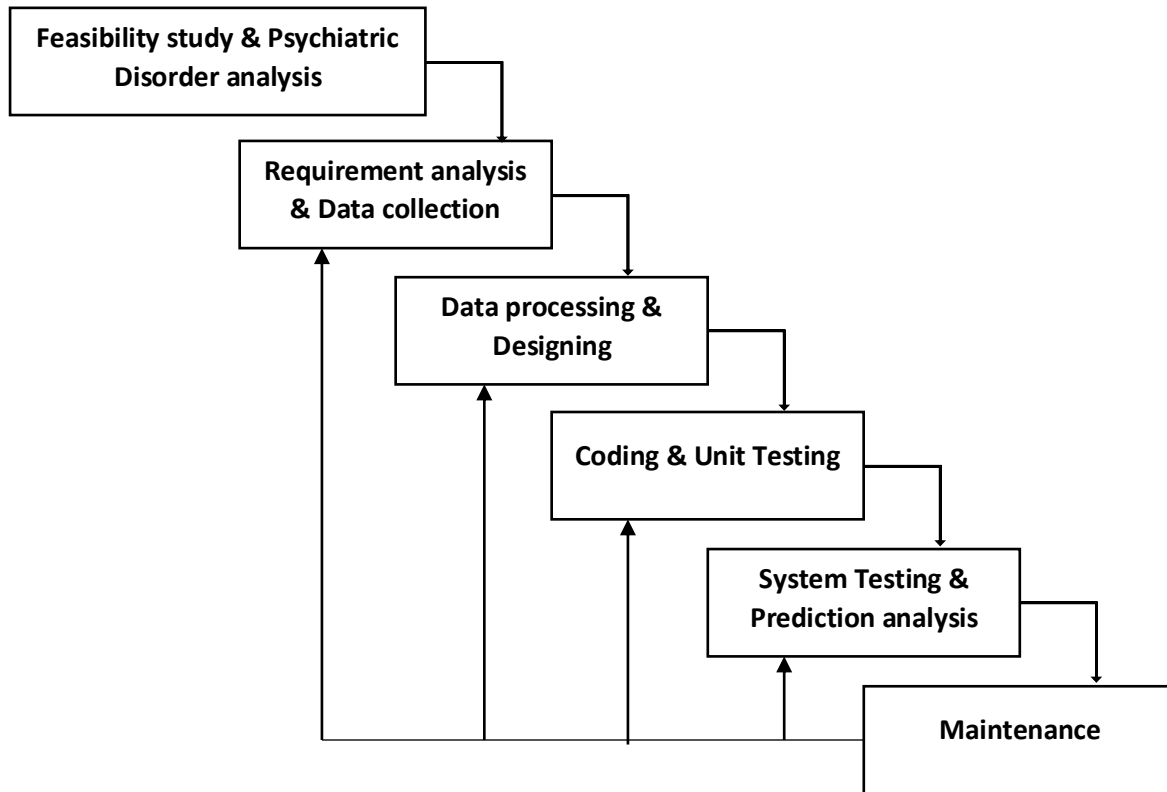 Feasibility study & Psychiatric
Disorder analysis
Requirement analysis
& Data collection
Data processing &
Designing
Coding & Unit Testing
System Testing &
Prediction analysis
Maintenance